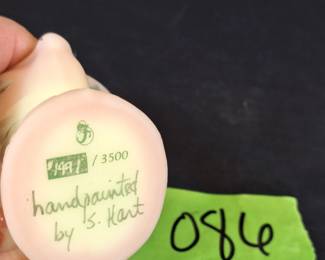 1991 / 3500
handpainted
by S. Hart
086